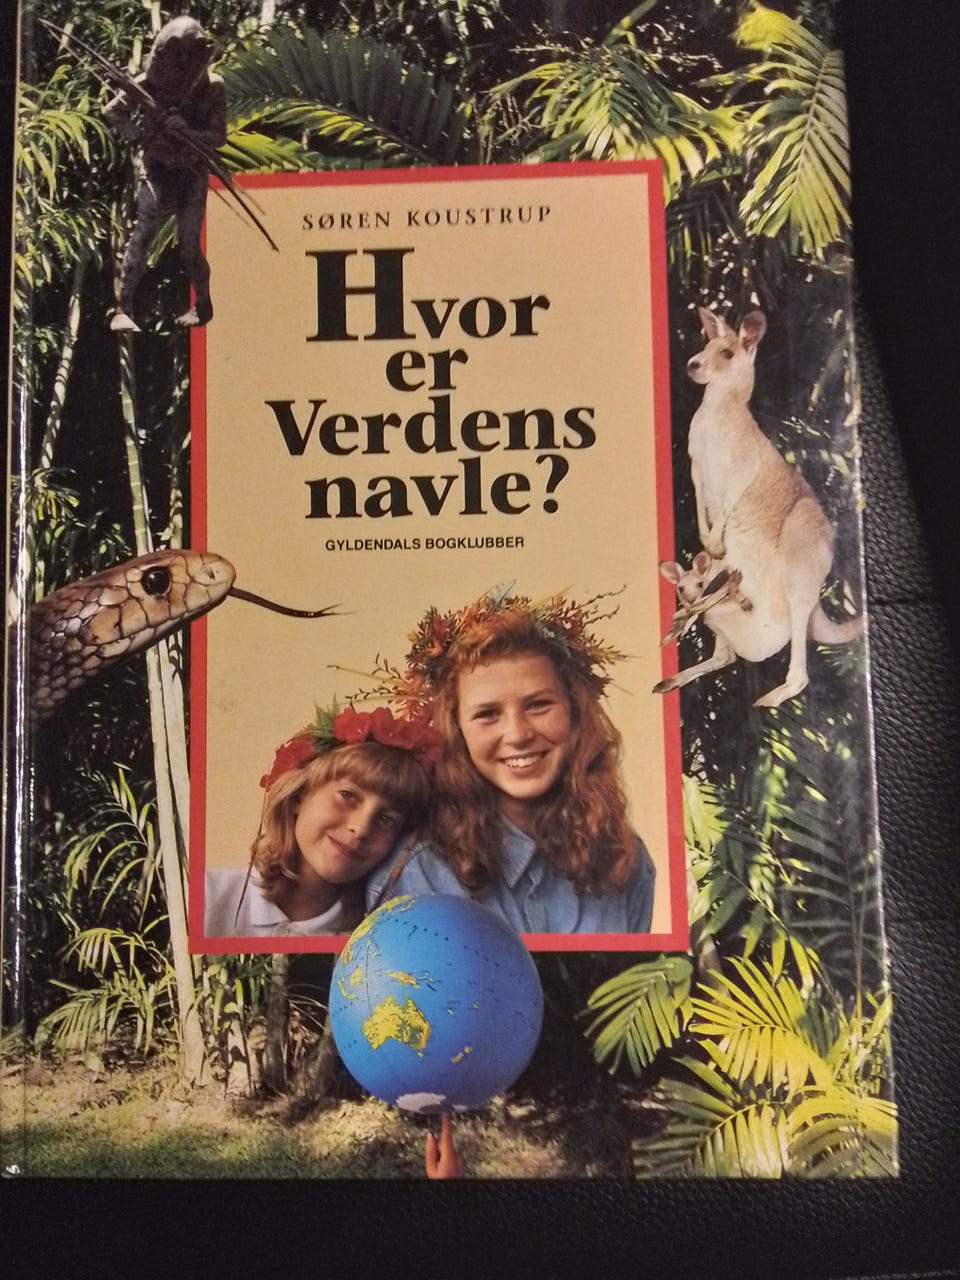 SØREN KOUSTRUP
Hvor
er
Verdens
navle?
GYLDENDALS BOGKLUBBER